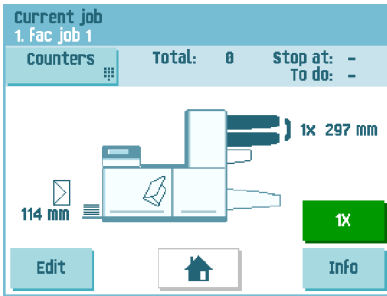 Current job
1. Fac job 1
Counters
Total: 0
Stop at: -
To do: -
1x 297 mm
114 mm
1X
Edit
Info